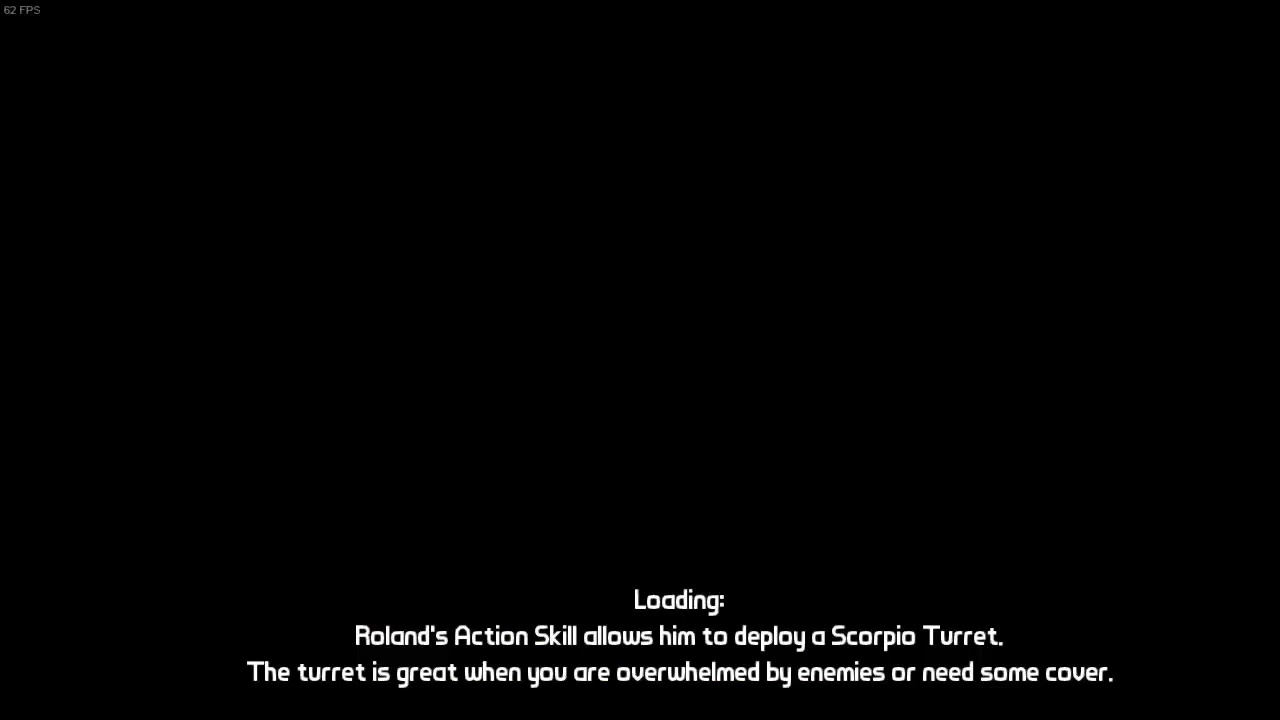 62 FPS
Loading:
Roland's Action Skill allows him to deploy a Scorpio Turret.
The turret is great when you are overwhelmed by enemies or need some cover.